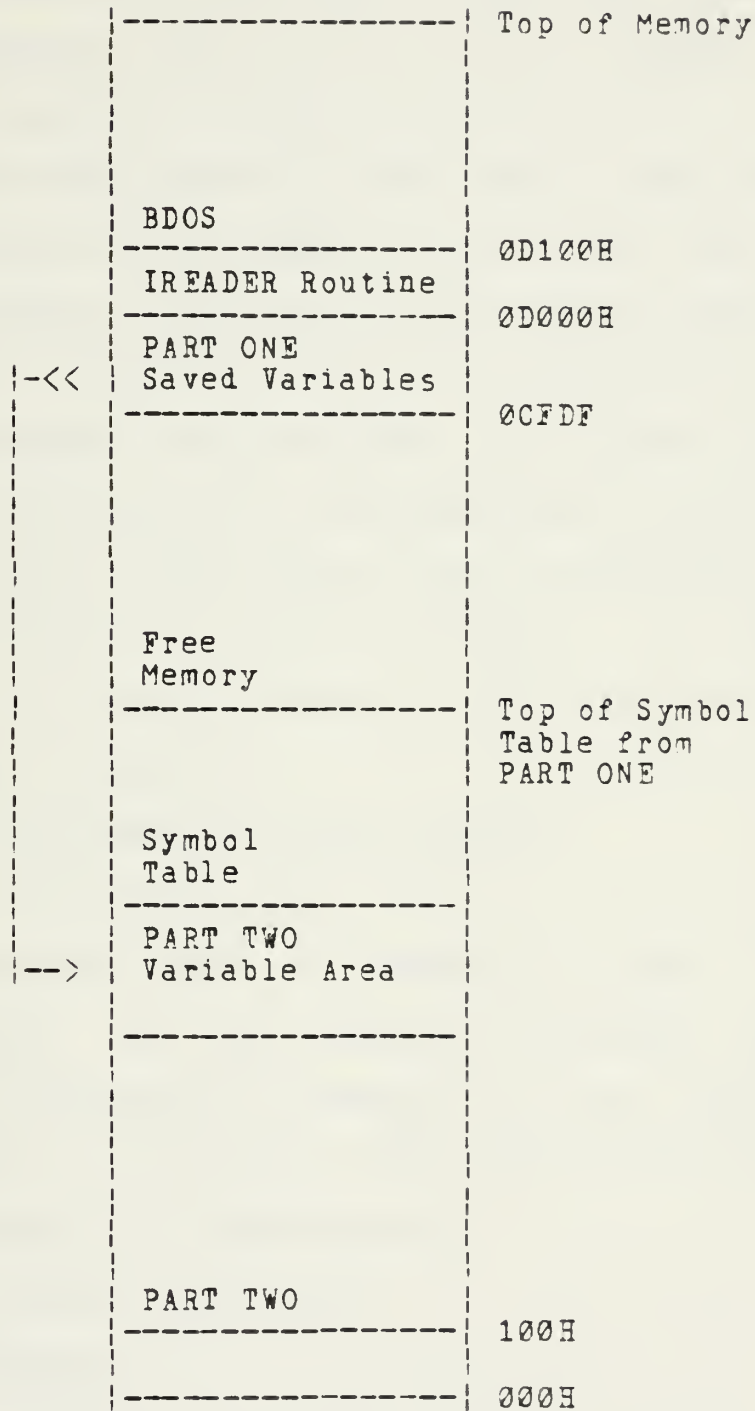 Top of Memory
BDOS
0D100H
IREADER Routine
0D000H
PART ONE
-<< Saved Variables
0CFDF
Free
Memory
Top of Symbol
Table from
PART ONE
Symbol
Table
PART TWO
--> Variable Area
PART TWO
100H
000H